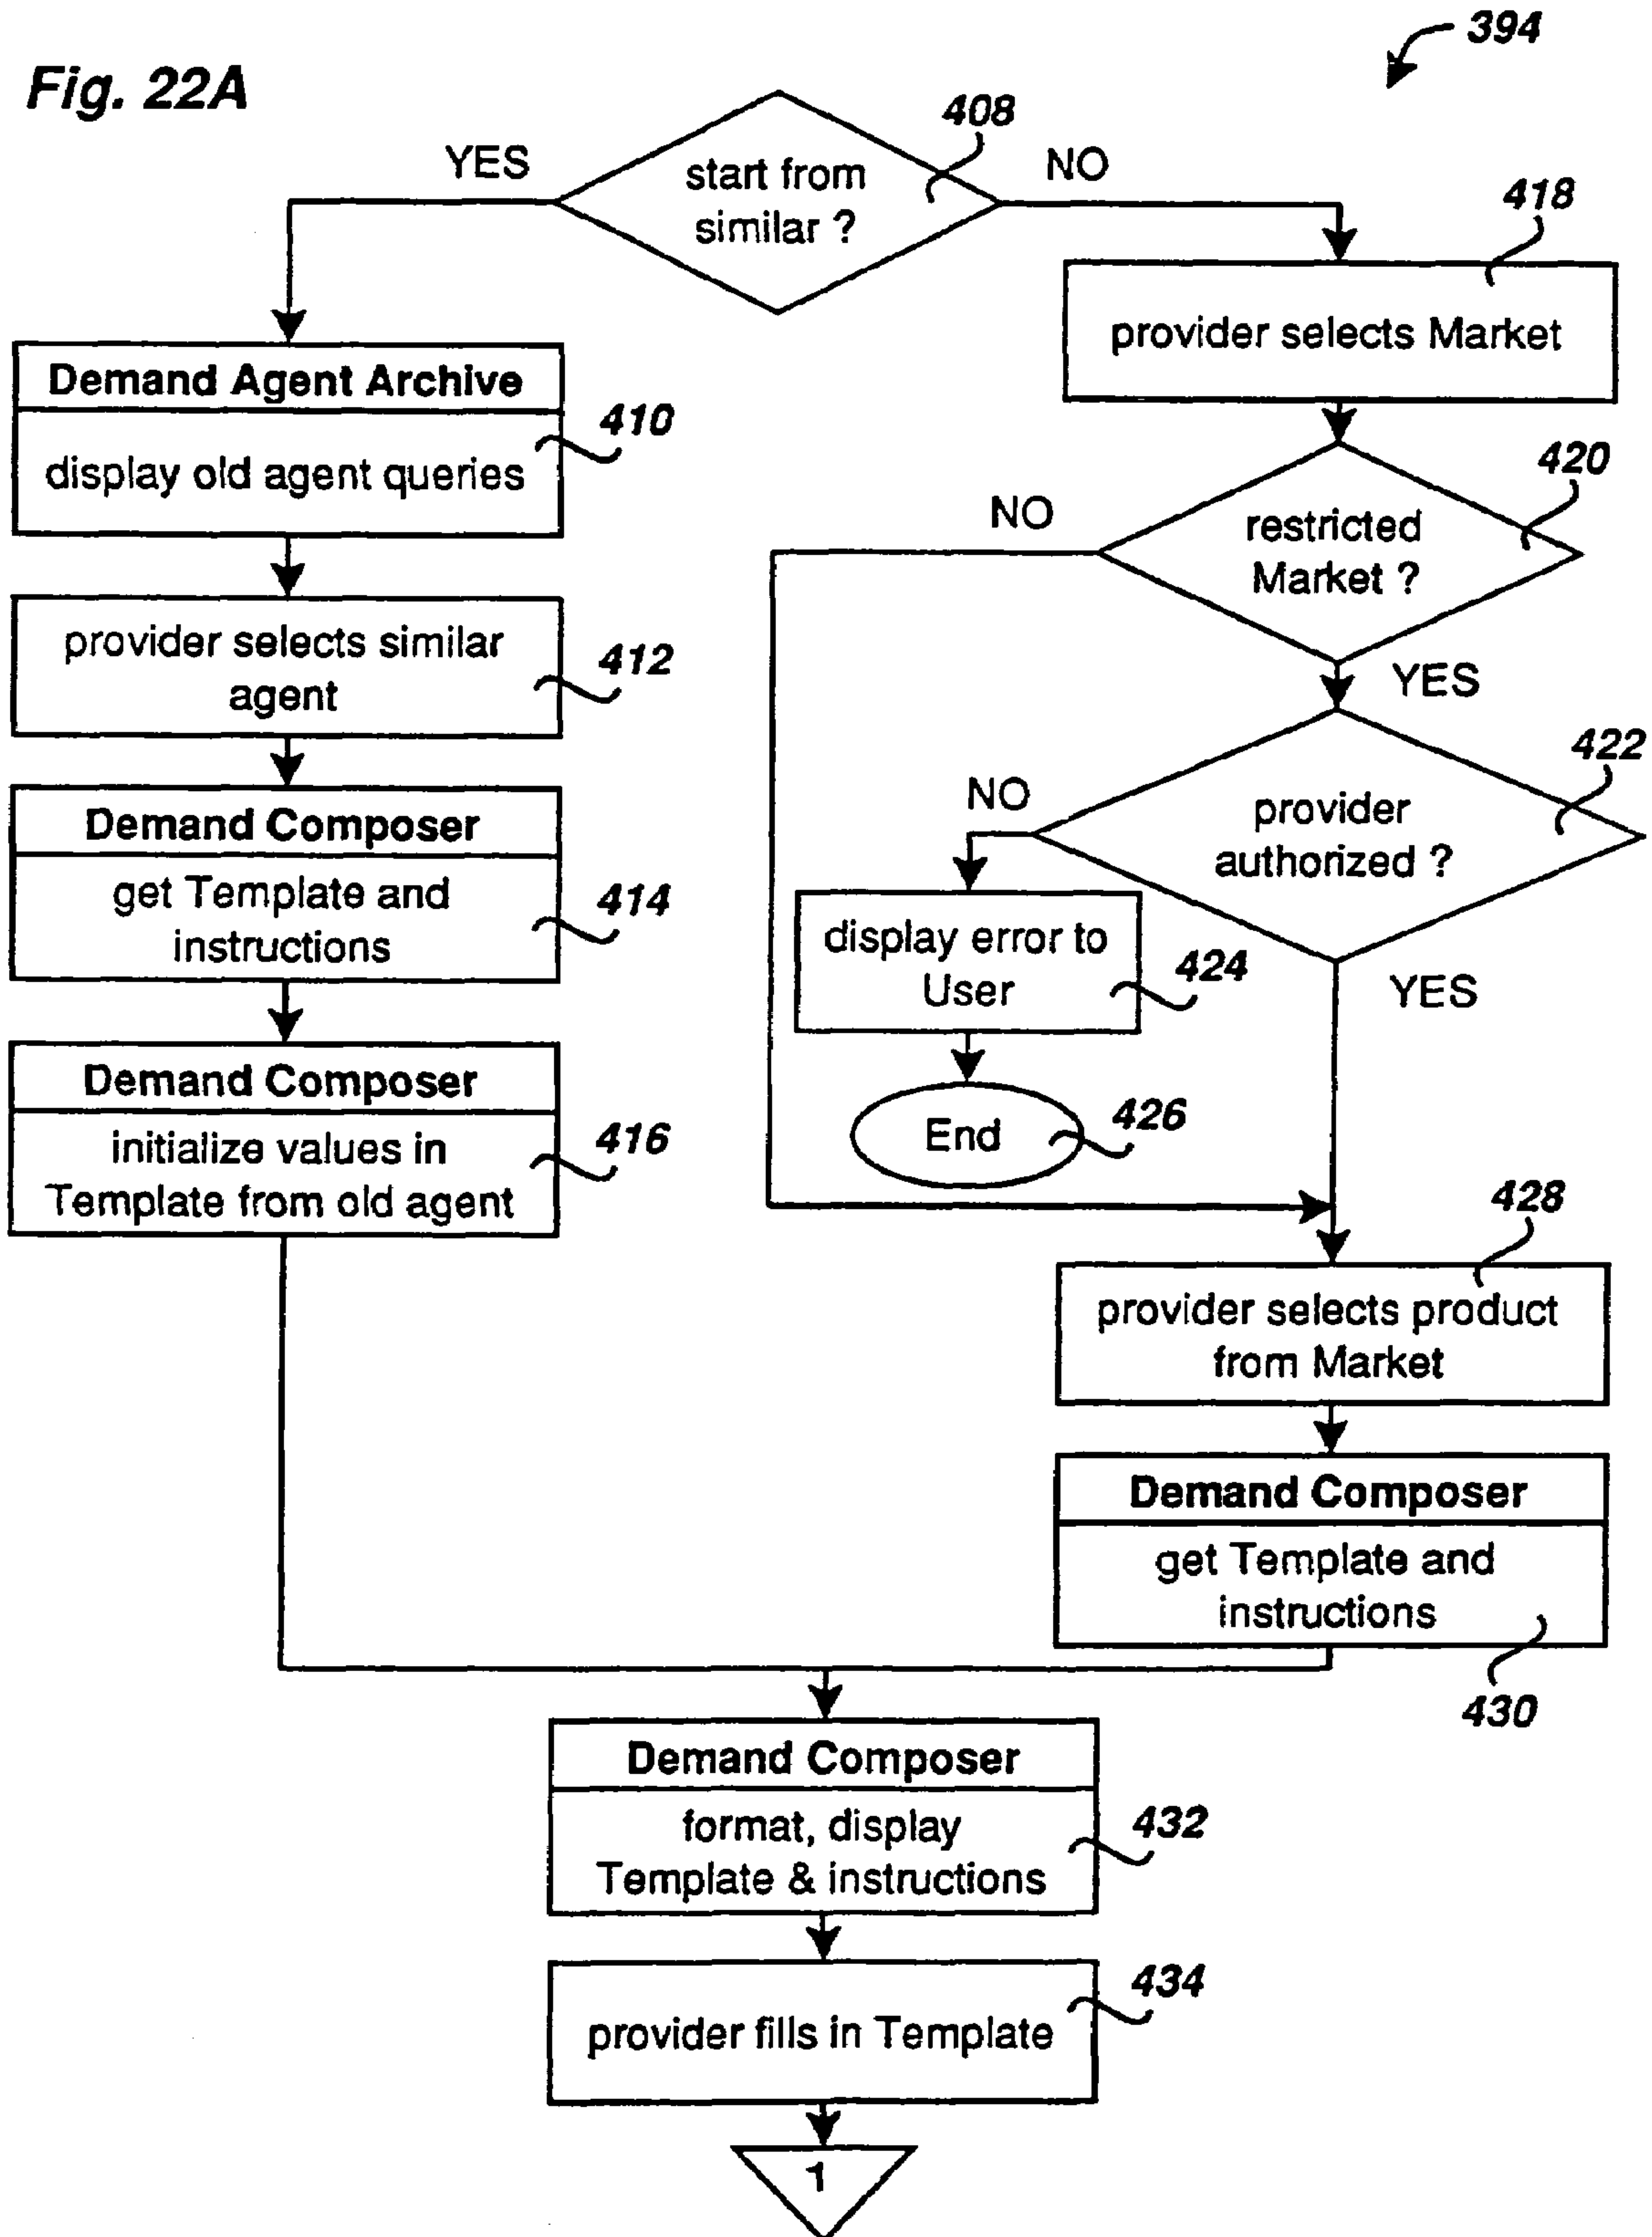 Fig. 22A
394
408
YES
NO
start from
similar ?
418
provider selects Market
Demand Agent Archive
410
display old agent queries
420
NO
restricted
Market ?
YES
provider selects similar
agent
412
422
Demand Composer
get Template and
instructions
414
NO
provider
authorized ?
YES
display error to
User
424
End
426
Demand Composer
initialize values in
Template from old agent
416
428
provider selects product
from Market
Demand Composer
get Template and
instructions
430
Demand Composer
format, display
Template & instructions
432
434
provider fills in Template
1